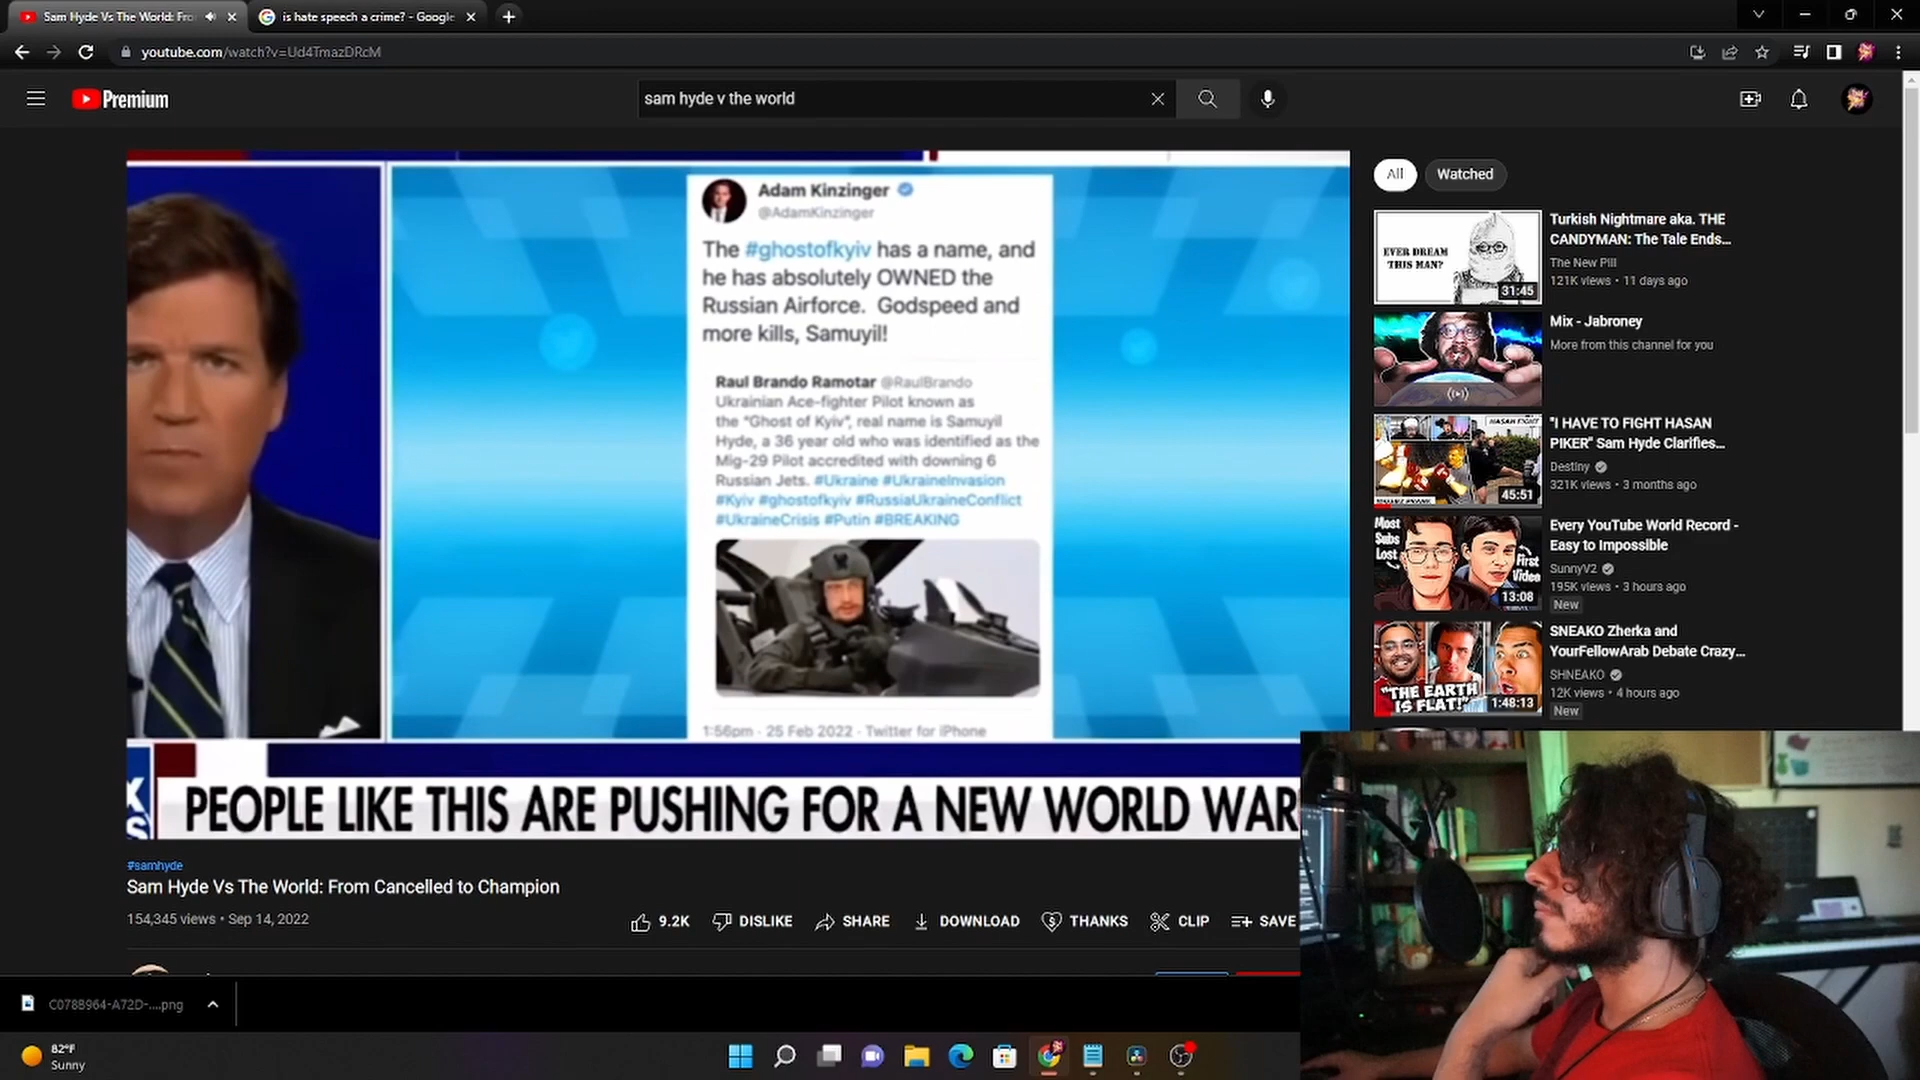 Sam Hyde Vs The World: Fro
is hate speech a crime? - Google
youtube.com/watch?v=Ud4TmazDRcM
Premium
sam hyde v the world
Adam Kinzinger
@AdamKinzinger
The #ghostofkyiv has a name, and
he has absolutely OWNED the
Russian Airforce. Godspeed and
more kills, Samuyil!
Raul Brando Ramotar @RaulBrando
Ukrainian Ace-fighter Pilot known as
the "Ghost of Kyiv", real name is Samuyil
Hyde, a 36 year old who was identified as the
Mig-29 Pilot accredited with downing 6
Russian Jets. #Ukraine #UkraineInvasion
#Kyiv #ghostofkyiv #RussiaUkraineConflict
#UkraineCrisis #Putin #BREAKING
1:56pm · 25 Feb 2022 · Twitter for iPhone
PEOPLE LIKE THIS ARE PUSHING FOR A NEW WORLD WAR
#samhyde
Sam Hyde Vs The World: From Cancelled to Champion
154,345 views • Sep 14, 2022
9.2K
DISLIKE
SHARE
DOWNLOAD
THANKS
CLIP
SAVE
All
Watched
EVER DREAM
THIS MAN?
31:45
Turkish Nightmare aka. THE
CANDYMAN: The Tale Ends...
The New Pill
121K views • 11 days ago
Mix - Jabroney
More from this channel for you
HASAN FIGHT
45:51
"I HAVE TO FIGHT HASAN
PIKER" Sam Hyde Clarifies...
Destiny
321K views • 3 months ago
Most
Subs
Lost
First
Video
13:08
Every YouTube World Record -
Easy to Impossible
SunnyV2
195K views • 3 hours ago
New
"THE EARTH
IS FLAT!"
1:48:13
SNEAKO Zherka and
YourFellowArab Debate Crazy...
SHNEAKO
12K views • 4 hours ago
New
C0788964-A72D-....png
82°F
Sunny